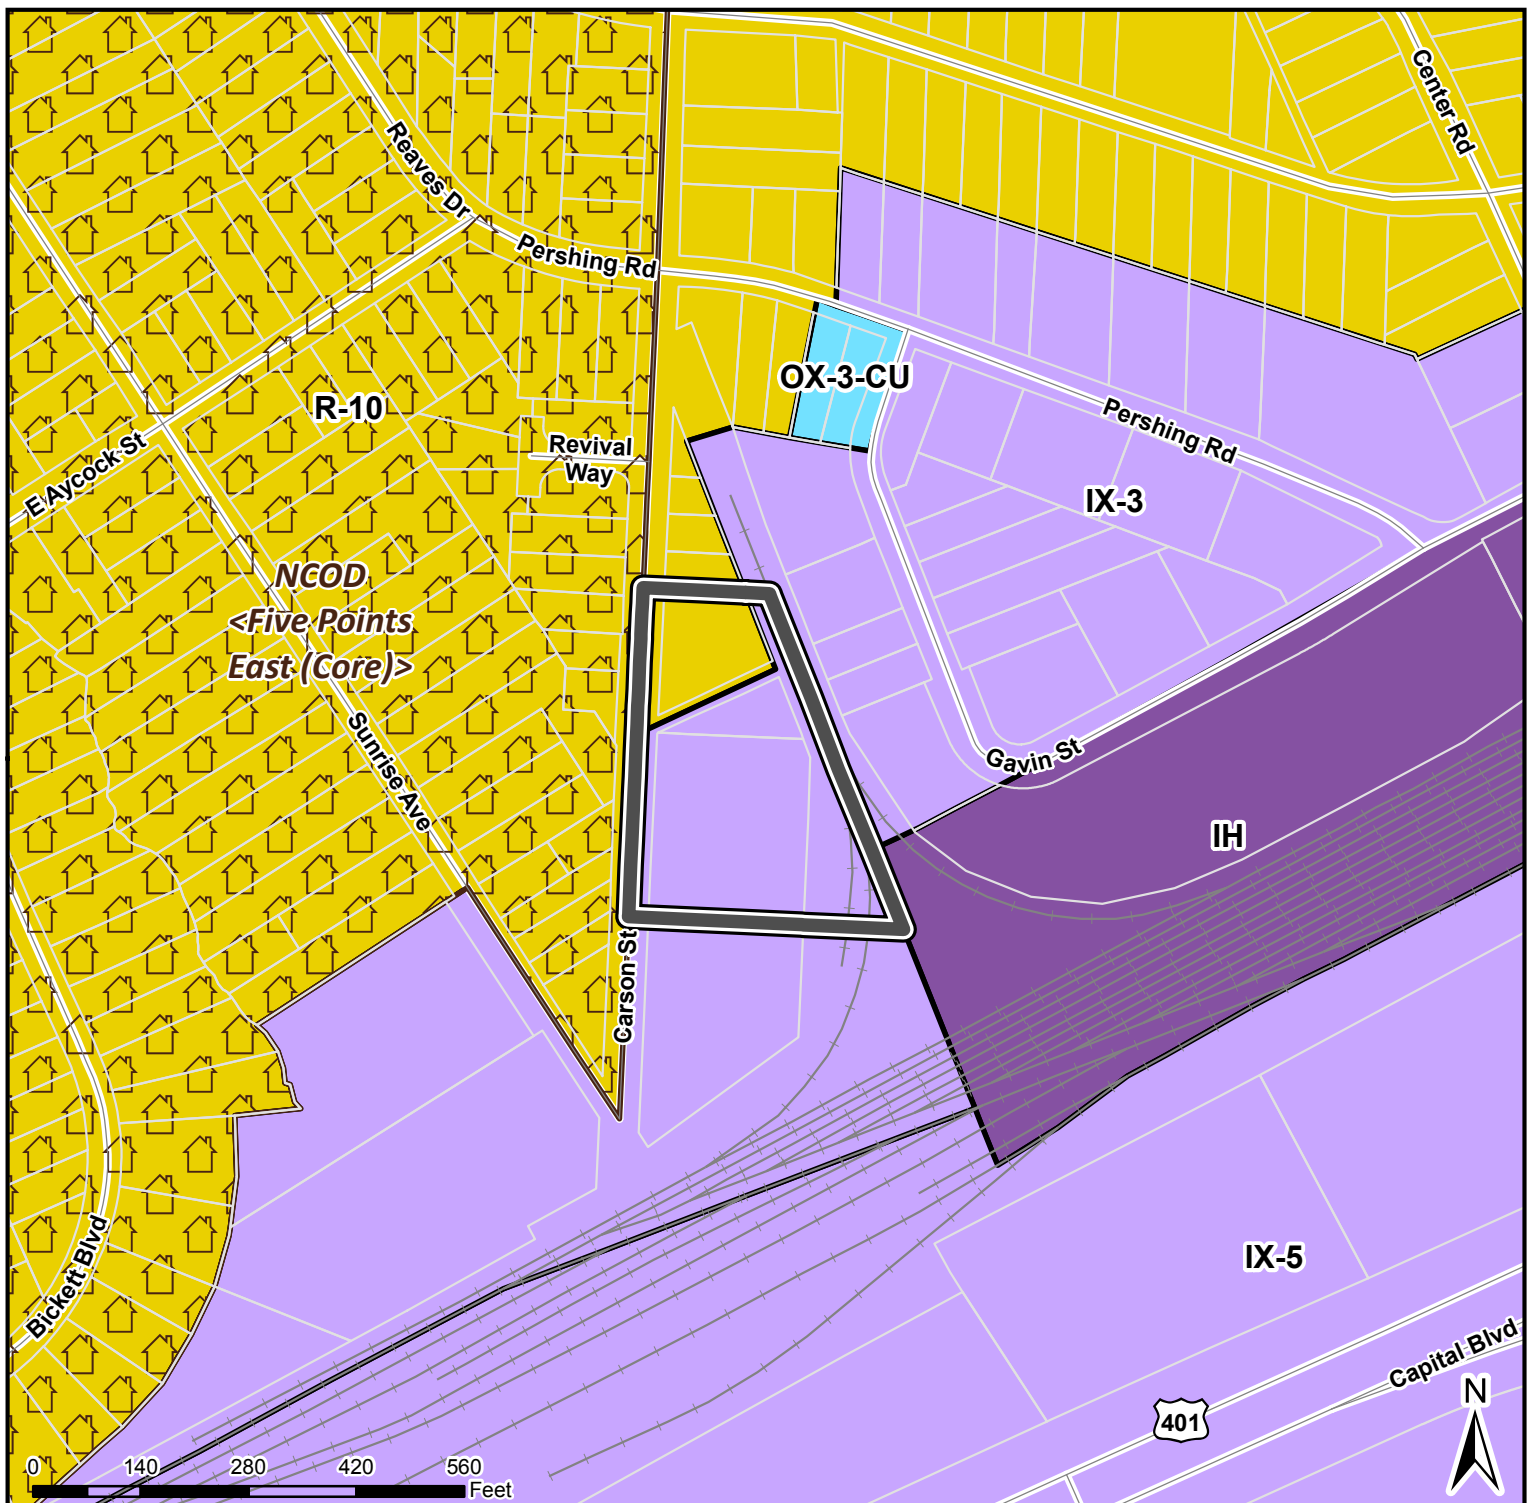 Center Rd
Reaves Dr
Pershing Rd
OX-3-CU
R-10
Pershing Rd
Revival
Way
E Aycock St
IX-3
NCOD
<Five Points
East (Core)>
Sunrise Ave
Gavin St
IH
Carson St
Bickett Blvd
IX-5
Capital Blvd
401
N
0 140 280 420 560
Feet